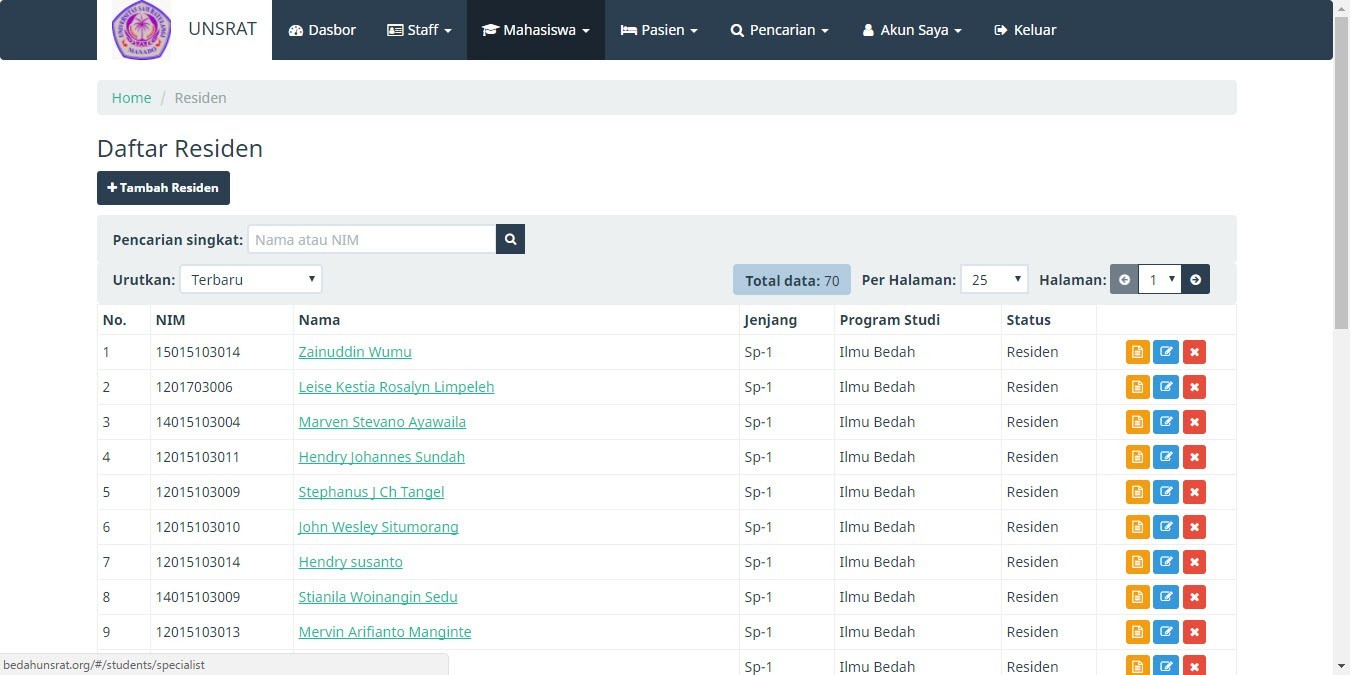 UNSRAT Dasbor Staff Mahasiswa Pasien Pencarian Akun Saya Keluar
Home / Residen
Daftar Residen
Tambah Residen
Pencarian singkat: Nama atau NIM
Urutkan: Terbaru Total data: 70 Per Halaman: 25 Halaman: 1
No. NIM Nama Jenjang Program Studi Status
1 15015103014 Zainuddin Wumu Sp-1 Ilmu Bedah Residen
2 1201703006 Leise Kestia Rosalyn Limpeleh Sp-1 Ilmu Bedah Residen
3 14015103004 Marven Stevano Ayawaila Sp-1 Ilmu Bedah Residen
4 12015103011 Hendry Johannes Sundah Sp-1 Ilmu Bedah Residen
5 12015103009 Stephanus J Ch Tangel Sp-1 Ilmu Bedah Residen
6 12015103010 John Wesley Situmorang Sp-1 Ilmu Bedah Residen
7 12015103014 Hendry susanto Sp-1 Ilmu Bedah Residen
8 14015103009 Stianila Woinangin Sedu Sp-1 Ilmu Bedah Residen
9 12015103013 Mervin Arifianto Manginte Sp-1 Ilmu Bedah Residen
Sp-1 Ilmu Bedah Residen
bedahunsrat.org/#/students/specialist